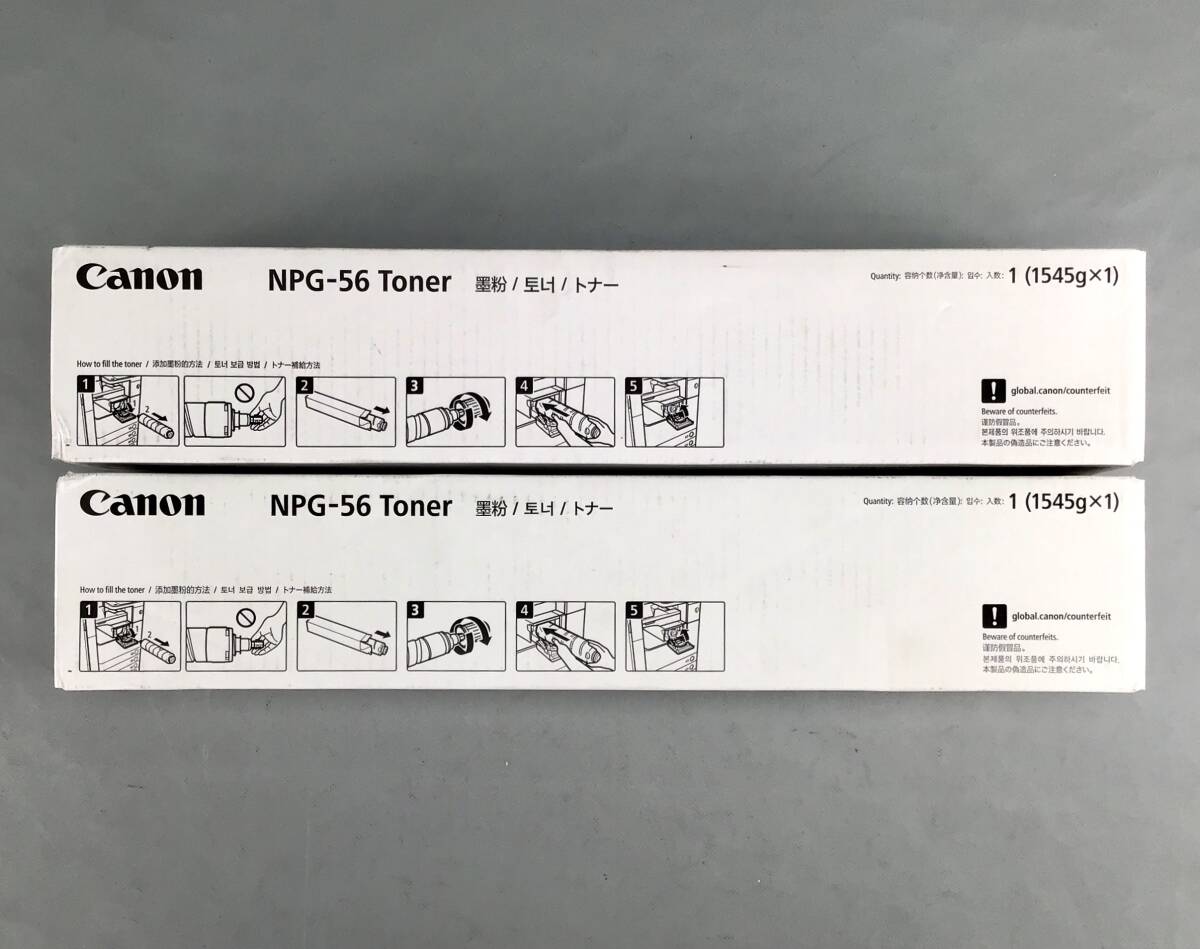 Canon NPG-56 Toner 墨粉 / 토너 / トナー Quantity: 容纳个数(净含量): 입수: 入数: 1 (1545g×1)
How to fill the toner / 添加墨粉的方法 / 토너 보급 방법 / トナー補給方法
1 2 3 4 5
2
! global.canon/counterfeit
Beware of counterfeits.
谨防假冒品。
본제품의 위조품에 주의하시기 바랍니다.
本製品の偽造品にご注意ください。
Canon NPG-56 Toner 墨粉 / 토너 / トナー Quantity: 容纳个数(净含量): 입수: 入数: 1 (1545g×1)
How to fill the toner / 添加墨粉的方法 / 토너 보급 방법 / トナー補給方法
1 2 3 4 5
2
! global.canon/counterfeit
Beware of counterfeits.
谨防假冒品。
본제품의 위조품에 주의하시기 바랍니다.
本製品の偽造品にご注意ください。